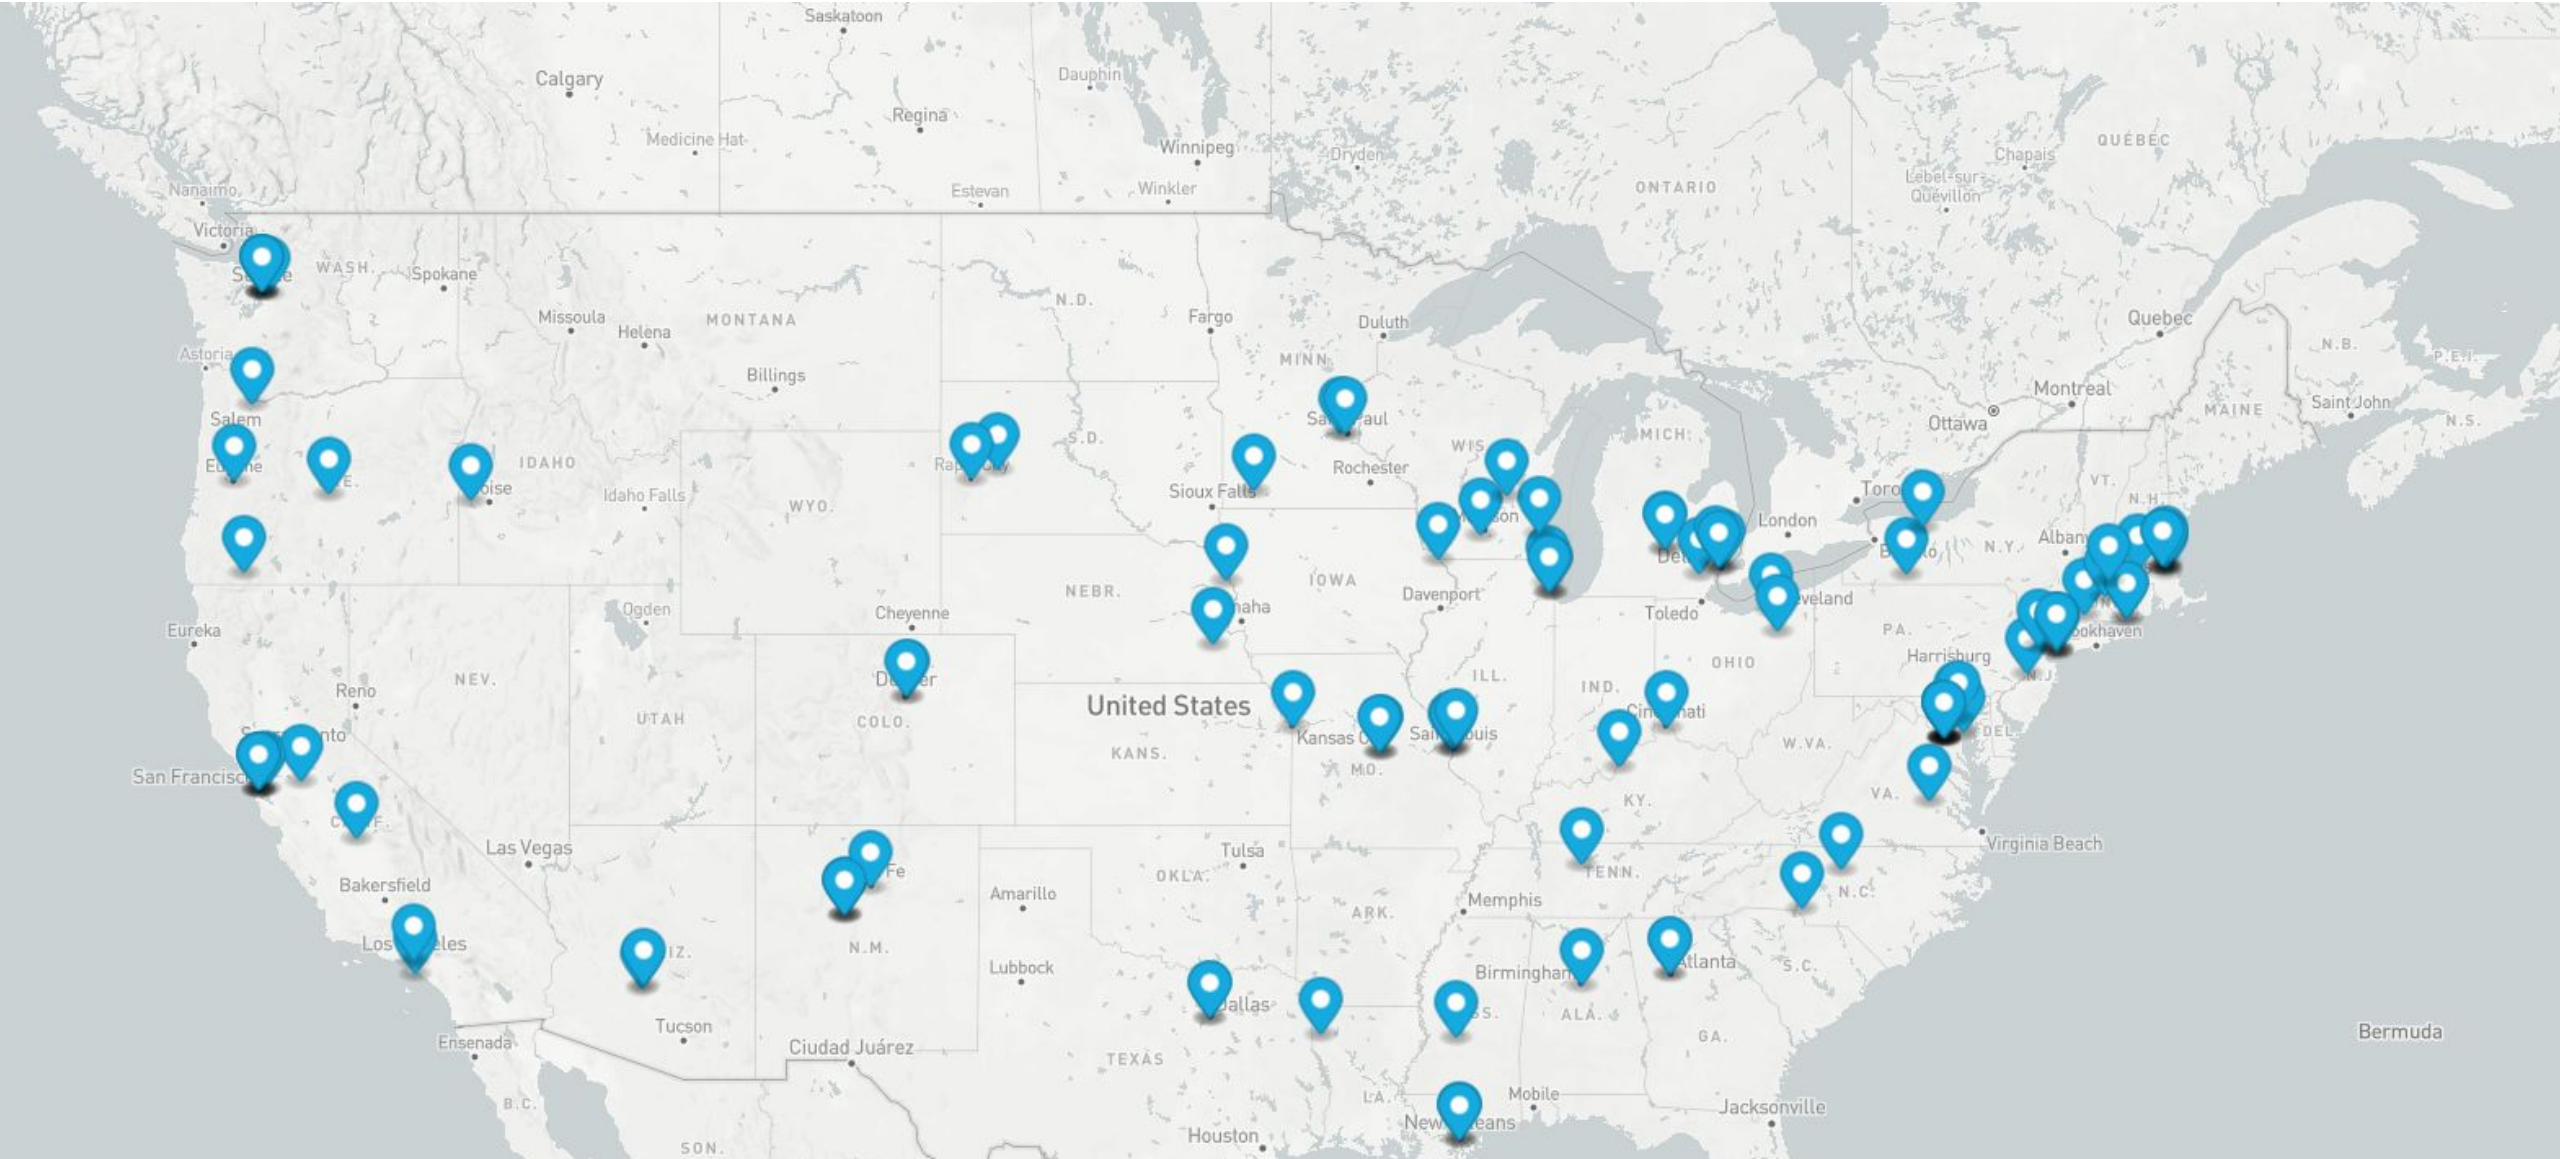 Saskatoon
Calgary
Dauphin
Regina
Medicine Hat
Winnipeg
Dryden
QUÉBEC
Chapais
Nanaimo
Estevan
Winkler
ONTARIO
Lebel-sur-
Quévillon
Victoria
WASH.
Spokane
N.D.
Missoula
Helena
MONTANA
Fargo
Duluth
Quebec
Astoria
MINN.
N.B.
P.E.I.
Billings
Montreal
Salem
Ottawa
MAINE
Saint John
N.S.
S.D.
MICH.
WIS.
IDAHO
Rochester
Idaho Falls
WYO.
Sioux Falls
VT.
N.H.
London
N.Y.
IOWA
NEBR.
Davenport
Ogden
Cheyenne
Toledo
Eureka
PA.
Harrisburg
OHIO
NEV.
Reno
UTAH
COLO.
United States
ILL.
IND.
N.J.
KANS.
MO.
W.VA.
DEL.
San Francisco
VA.
KY.
Las Vegas
Tulsa
Virginia Beach
Bakersfield
OKLA.
TENN.
Amarillo
Memphis
N.C.
ARK.
N.M.
Lubbock
Birmingham
Atlanta
S.C.
Dallas
ALA.
Tucson
GA.
Bermuda
Ensenada
Ciudad Juárez
TEXAS
B.C.
LA.
Mobile
Jacksonville
Houston
SON.